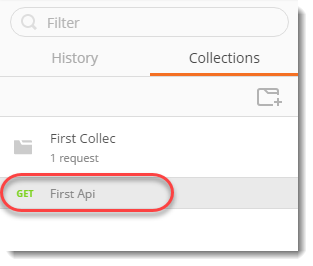 Filter
History Collections
First Collec
1 request
GET First Api